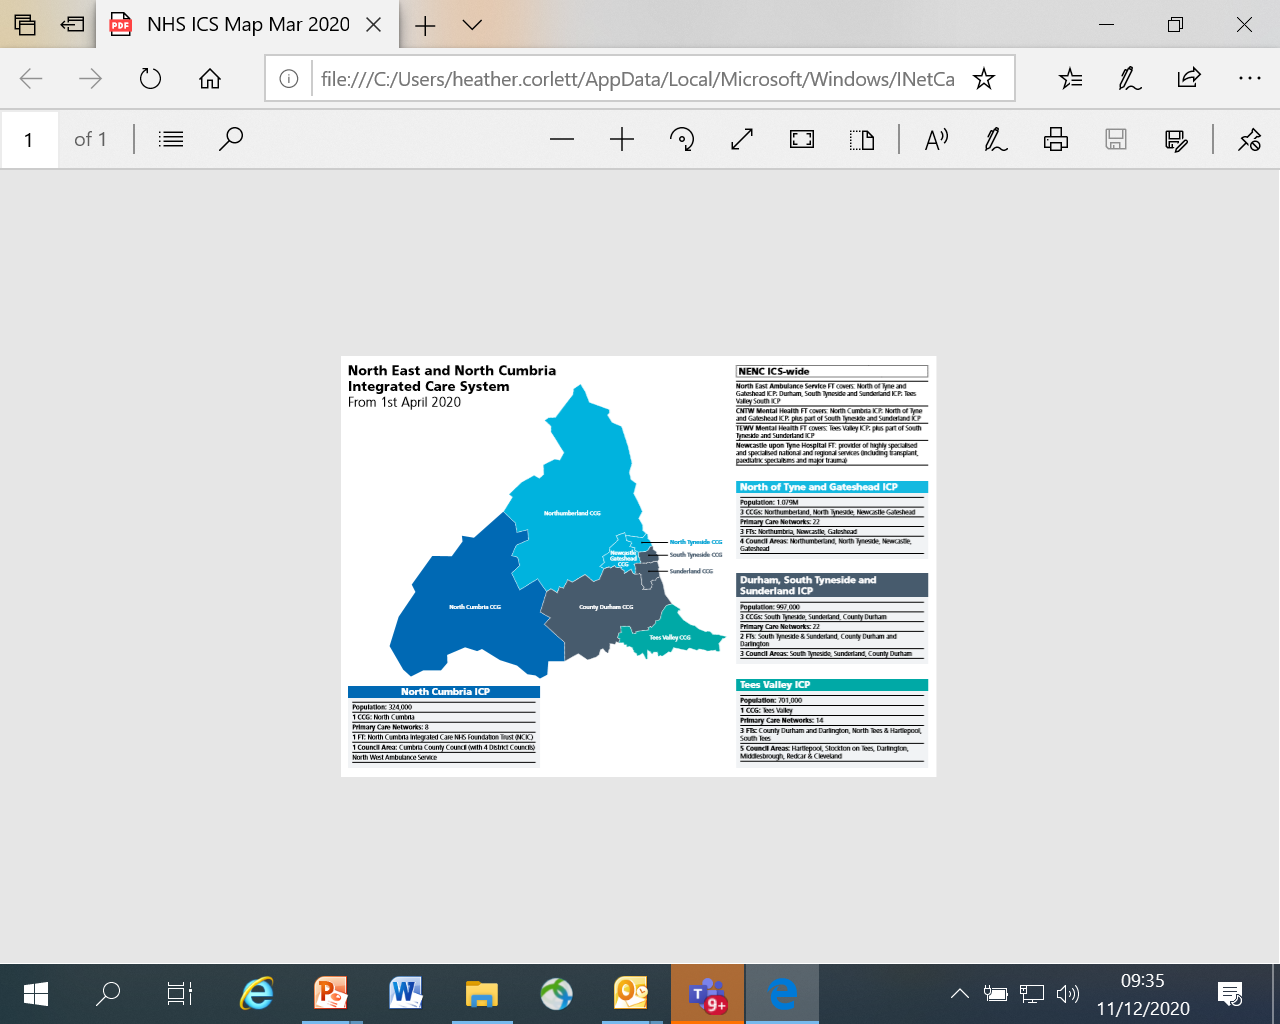 NHS ICS Map Mar 2020
file:///C:/Users/heather.corlett/AppData/Local/Microsoft/Windows/INetCa
1 of 1
North East and North Cumbria
Integrated Care System
From 1st April 2020
Northumberland CCG
North Tyneside CCG
Newcastle
Gateshead
CCG
South Tyneside CCG
Sunderland CCG
North Cumbria CCG
County Durham CCG
Tees Valley CCG
North Cumbria ICP
Population: 324,000
1 CCG: North Cumbria
Primary Care Networks: 8
1 FT: North Cumbria Integrated Care NHS Foundation Trust (NCIC)
1 Council Area: Cumbria County Council (with 4 District Councils)
North West Ambulance Service
NENC ICS-wide
North East Ambulance Service FT covers: North of Tyne and
Gateshead ICP; Durham, South Tyneside and Sunderland ICP; Tees
Valley South ICP
CNTW Mental Health FT covers: North Cumbria ICP; North of Tyne
and Gateshead ICP; plus part of South Tyneside and Sunderland ICP
TEWV Mental Health FT covers: Tees Valley ICP; plus part of South
Tyneside and Sunderland ICP
Newcastle upon Tyne Hospital FT: provider of highly specialised
and specialised national and regional services (including transplant,
paediatric specialisms and major trauma)
North of Tyne and Gateshead ICP
Population: 1.079M
3 CCGs: Northumberland, North Tyneside, Newcastle Gateshead
Primary Care Networks: 22
3 FTs: Northumbria, Newcastle, Gateshead
4 Council Areas: Northumberland, North Tyneside, Newcastle,
Gateshead
Durham, South Tyneside and
Sunderland ICP
Population: 997,000
3 CCGs: South Tyneside, Sunderland, County Durham
Primary Care Networks: 22
2 FTs: South Tyneside & Sunderland, County Durham and
Darlington
3 Council Areas: South Tyneside, Sunderland, County Durham
Tees Valley ICP
Population: 701,000
1 CCG: Tees Valley
Primary Care Networks: 14
3 FTs: County Durham and Darlington, North Tees & Hartlepool,
South Tees
5 Council Areas: Hartlepool, Stockton on Tees, Darlington,
Middlesbrough, Redcar & Cleveland
9+
09:35
11/12/2020